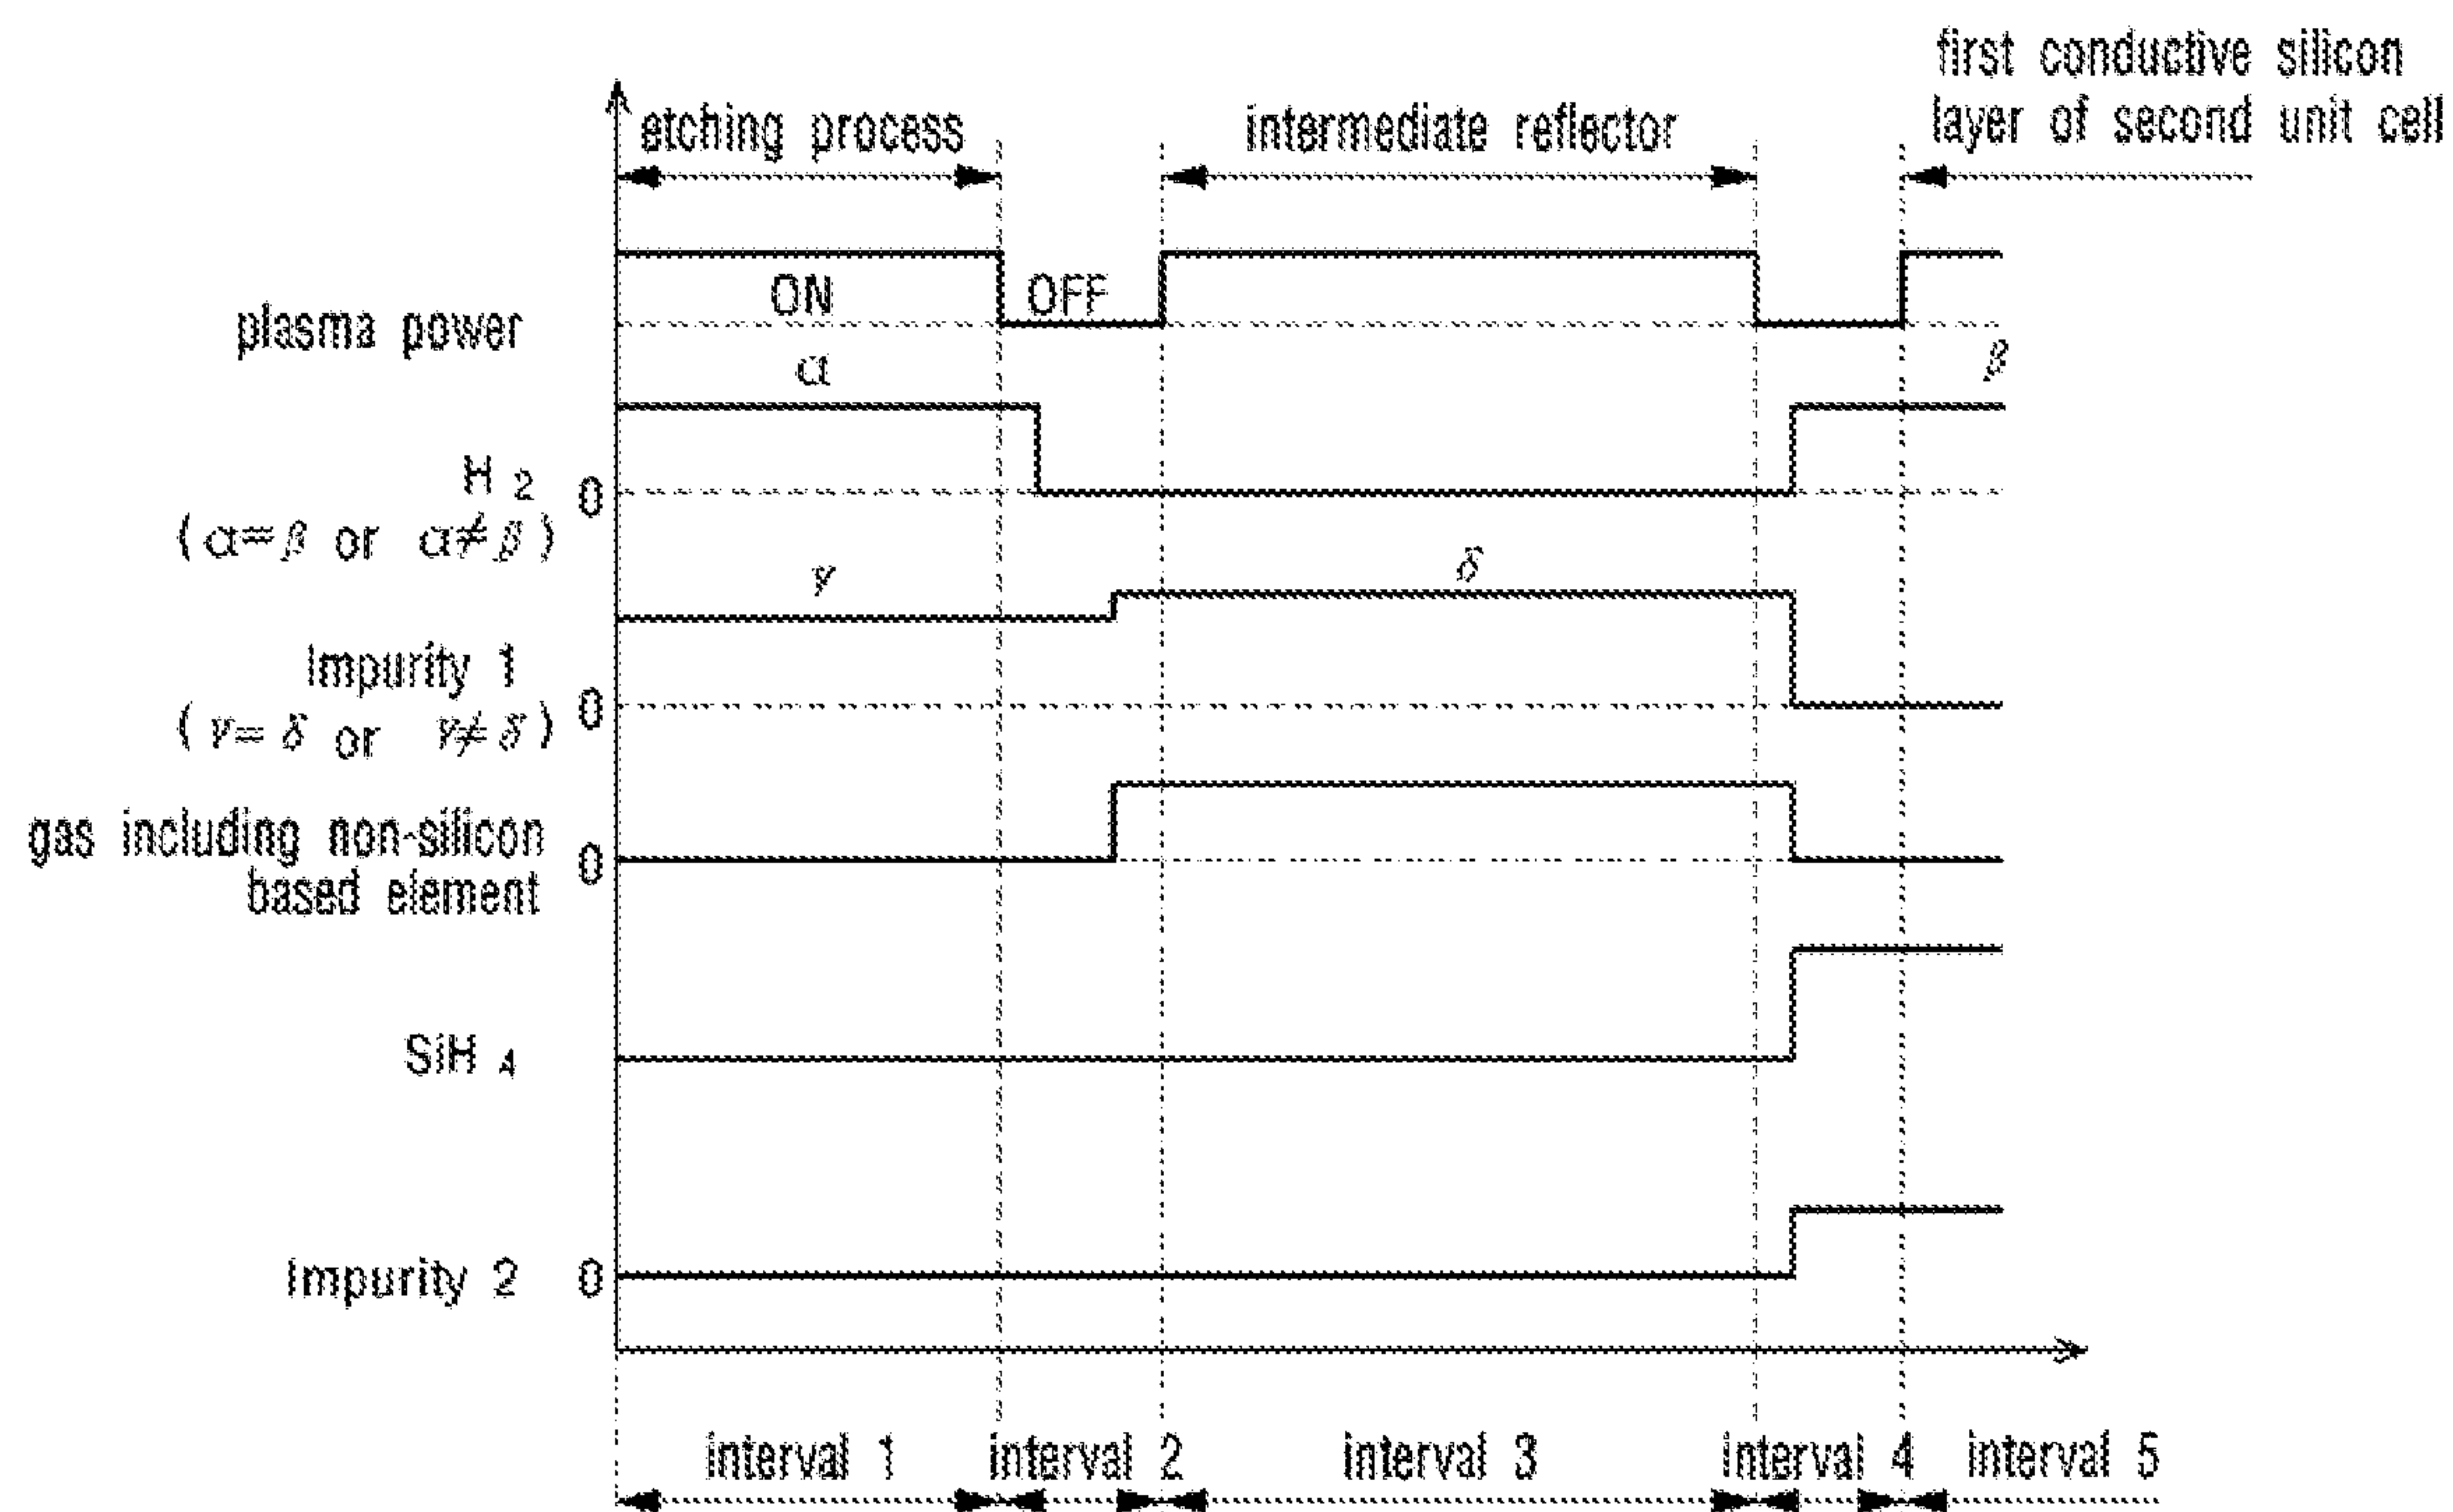 first conductive silicon
layer of second unit cell
etching process
intermediate reflector
ON
OFF
plasma power
α
β
H 2
0
( α=β or α≠β )
γ
δ
Impurity 1
0
( γ= δ or γ≠δ )
gas including non-silicon
based element
0
SiH 4
Impurity 2 0
interval 1
interval 2
interval 3
interval 4
interval 5